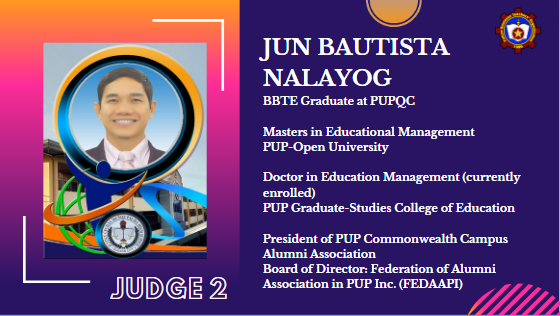 JUN BAUTISTA
NALAYOG
BBTE Graduate at PUPQC
Masters in Educational Management
PUP-Open University
Doctor in Education Management (currently
enrolled)
PUP Graduate-Studies College of Education
President of PUP Commonwealth Campus
Alumni Association
Board of Director: Federation of Alumni
Association in PUP Inc. (FEDAAPI)
JUDGE 2